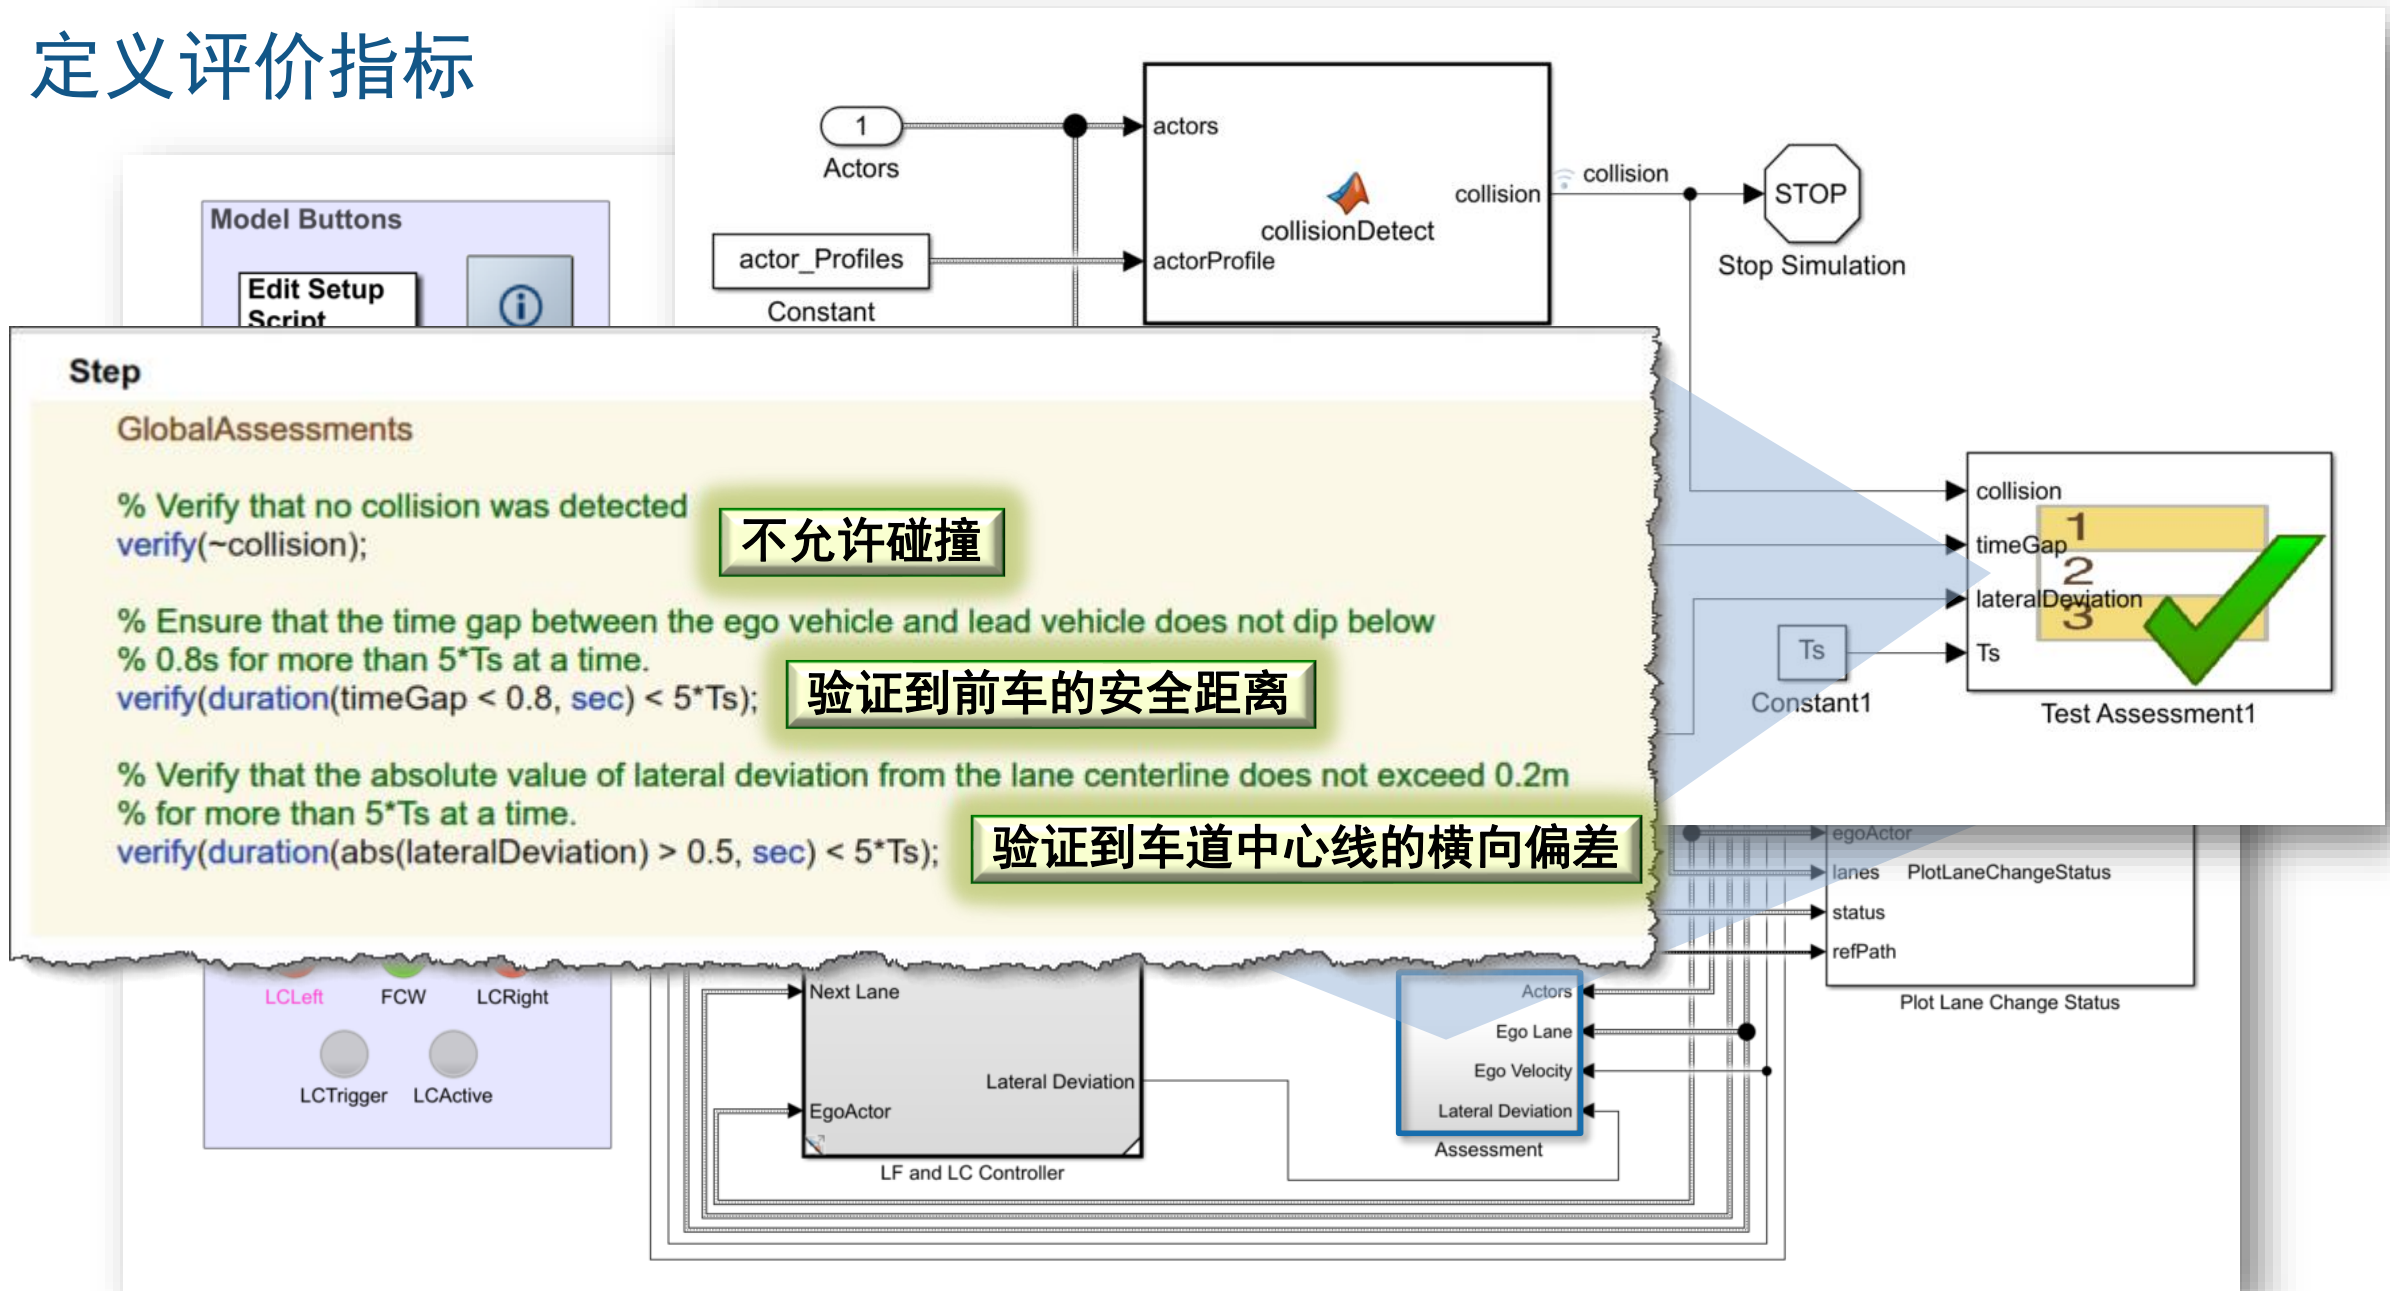 定义评价指标
Model Buttons
Edit Setup
Script
1
Actors
actor_Profiles
Constant
actors
actorProfile
collisionDetect
collision
collision
STOP
Stop Simulation
Step
GlobalAssessments
% Verify that no collision was detected
verify(~collision);
不允许碰撞
% Ensure that the time gap between the ego vehicle and lead vehicle does not dip below
% 0.8s for more than 5*Ts at a time.
verify(duration(timeGap < 0.8, sec) < 5*Ts);
验证到前车的安全距离
% Verify that the absolute value of lateral deviation from the lane centerline does not exceed 0.2m
% for more than 5*Ts at a time.
verify(duration(abs(lateralDeviation) > 0.5, sec) < 5*Ts);
验证到车道中心线的横向偏差
collision
timeGap
lateralDeviation
Ts
1
2
3
Test Assessment1
Ts
Constant1
egoActor
lanes
status
refPath
PlotLaneChangeStatus
Plot Lane Change Status
LCLeft
FCW
LCRight
LCTrigger
LCActive
Next Lane
EgoActor
Lateral Deviation
LF and LC Controller
Actors
Ego Lane
Ego Velocity
Lateral Deviation
Assessment